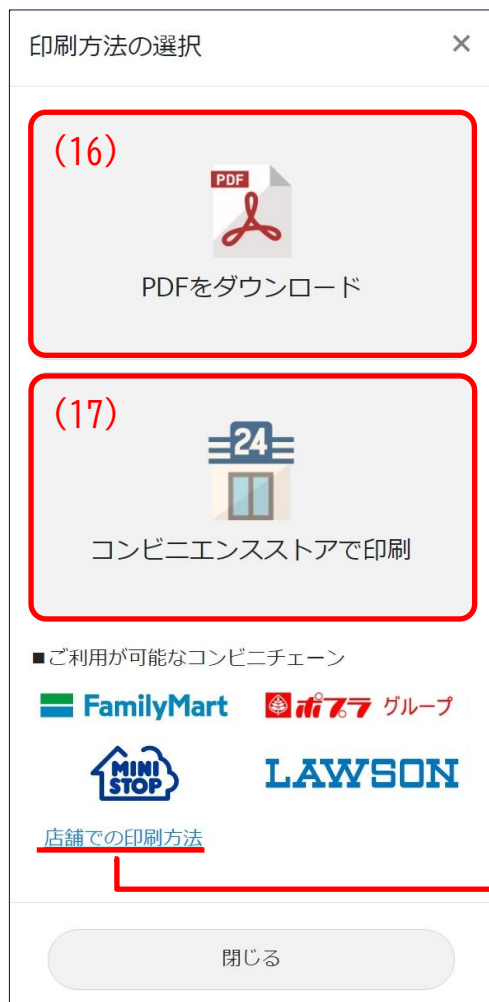 印刷方法の選択 ×
(16)
PDF
PDFをダウンロード
(17)
24
コンビニエンスストアで印刷
■ご利用が可能なコンビニチェーン
FamilyMart ポプラ グループ
MINI STOP LAWSON
店舗での印刷方法
閉じる